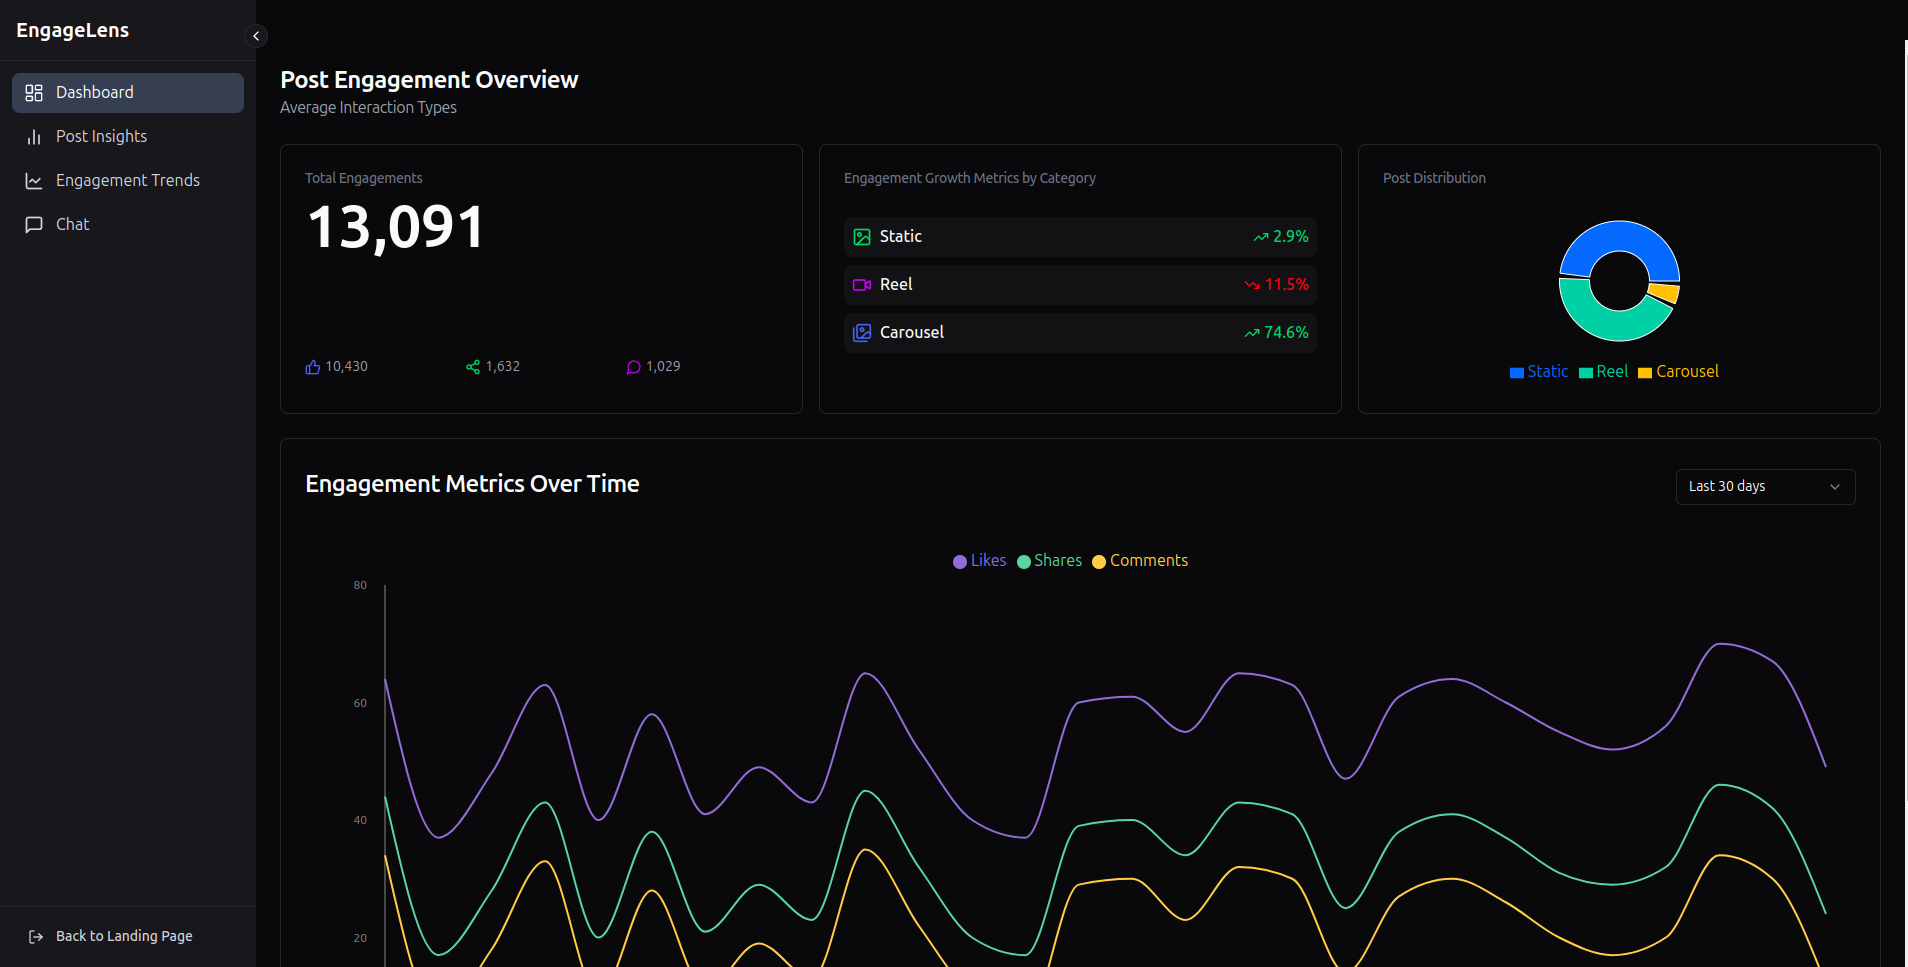 EngageLens
Dashboard
Post Insights
Engagement Trends
Chat
Back to Landing Page
Post Engagement Overview
Average Interaction Types
Total Engagements
13,091
10,430 1,632 1,029
Engagement Growth Metrics by Category
Static 2.9%
Reel 11.5%
Carousel 74.6%
Post Distribution
Static Reel Carousel
Engagement Metrics Over Time
Last 30 days
Likes Shares Comments
80
60
40
20